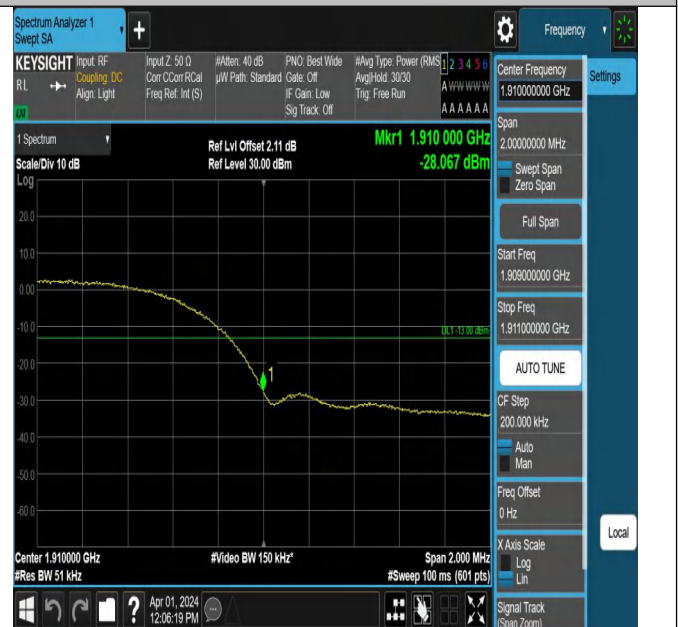 Spectrum Analyzer 1
Swept SA
Frequency
KEYSIGHT
RL
Input: RF
Coupling: DC
Align: Light
Input Z: 50 Ω
Corr CCorr RCal
Freq Ref: Int (S)
#Atten: 40 dB
µW Path: Standard
PNO: Best Wide
Gate: Off
IF Gain: Low
Sig Track: Off
#Avg Type: Power (RMS
Avg|Hold: 30/30
Trig: Free Run
1 2 3 4 5 6
A W W W W W
A A A A A A
LXI
1 Spectrum
Scale/Div 10 dB
Log
Ref Lvl Offset 2.11 dB
Ref Level 30.00 dBm
Mkr1 1.910 000 GHz
-28.067 dBm
20.0
10.0
0.00
-10.0
-20.0
-30.0
-40.0
-50.0
-60.0
DL1 -13.00 dBm
1
Center 1.910000 GHz
#Res BW 51 kHz
#Video BW 150 kHz*
Span 2.000 MHz
#Sweep 100 ms (601 pts)
Center Frequency
1.910000000 GHz
Settings
Span
2.00000000 MHz
Swept Span
Zero Span
Full Span
Start Freq
1.909000000 GHz
Stop Freq
1.911000000 GHz
AUTO TUNE
CF Step
200.000 kHz
Auto
Man
Freq Offset
0 Hz
X Axis Scale
Log
Lin
Local
Signal Track
(Span Zoom)
?
Apr 01, 2024
12:06:19 PM